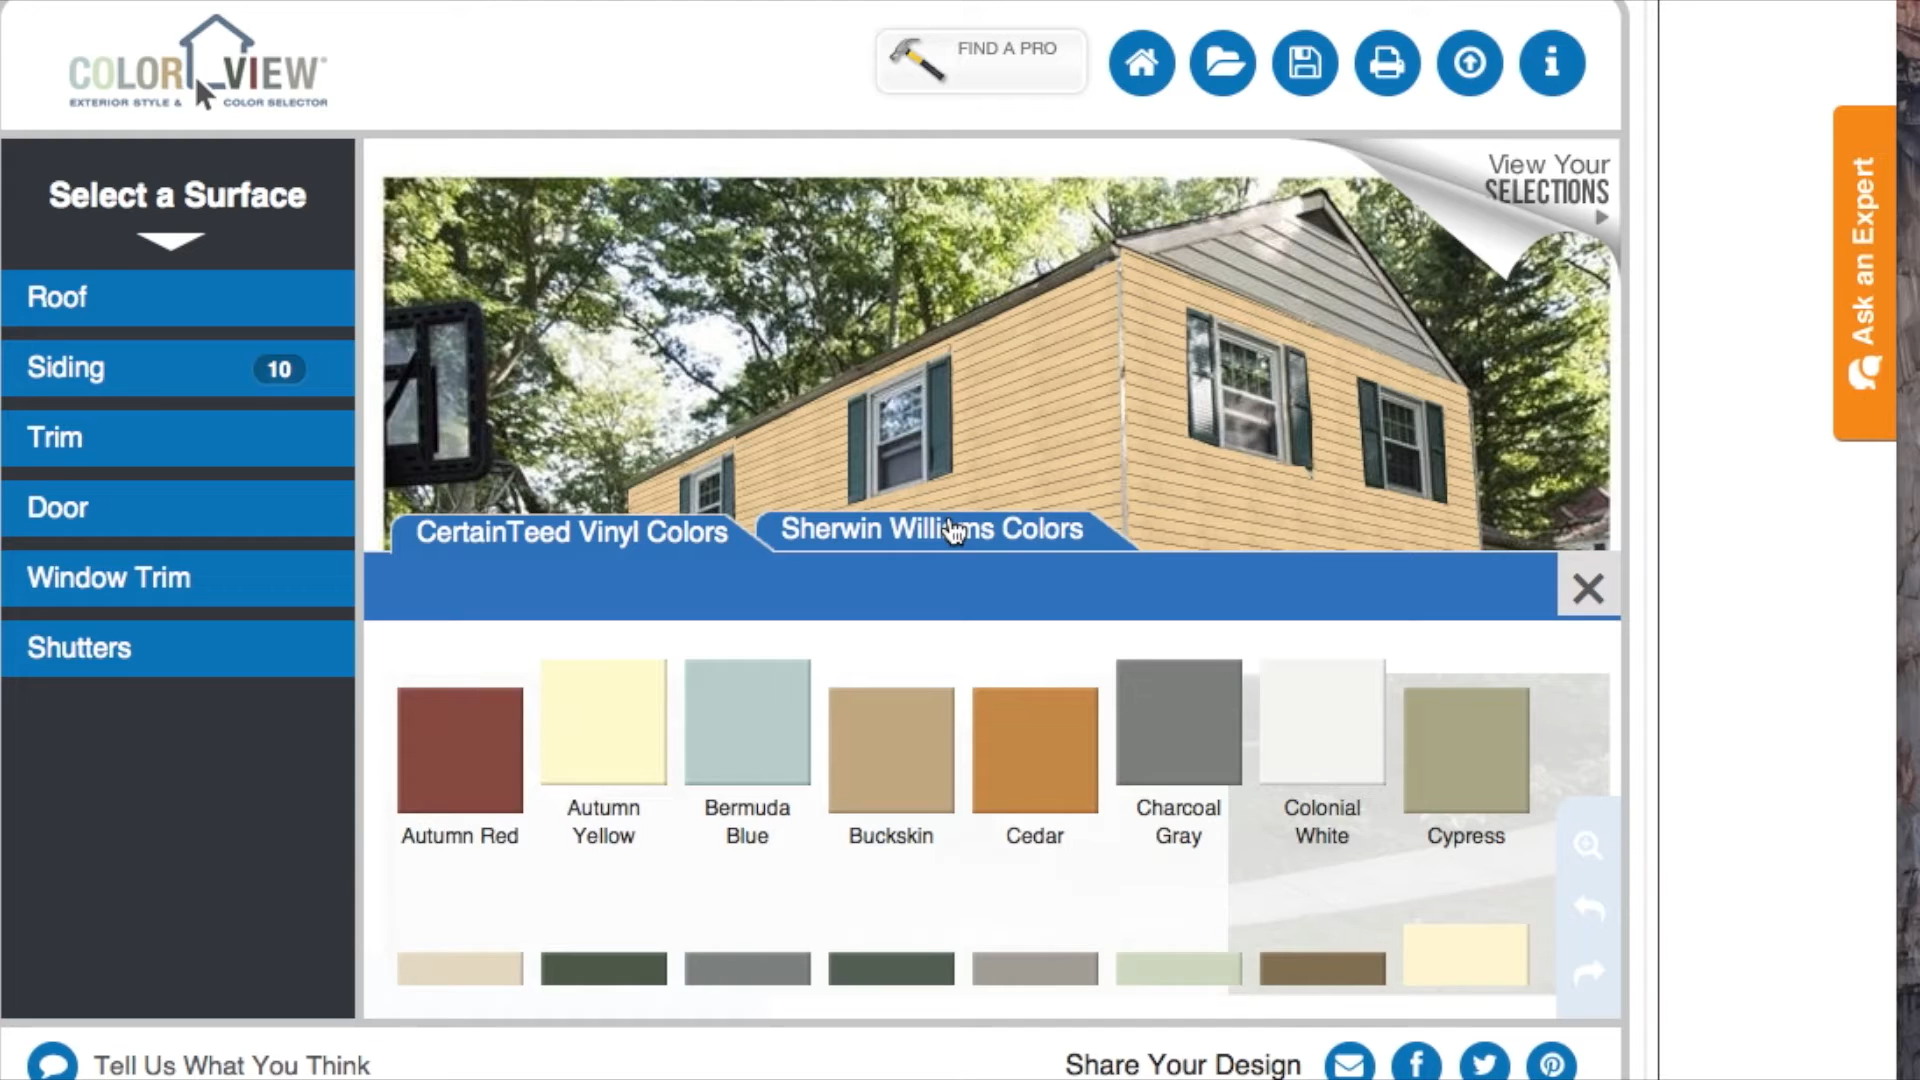 COLOR VIEW®
EXTERIOR STYLE & COLOR SELECTOR
FIND A PRO
View Your
SELECTIONS
Ask an Expert
Select a Surface
Roof
Siding 10
Trim
Door
Window Trim
Shutters
CertainTeed Vinyl Colors
Sherwin Williams Colors
Autumn Red
Autumn
Yellow
Bermuda
Blue
Buckskin
Cedar
Charcoal
Gray
Colonial
White
Cypress
Tell Us What You Think
Share Your Design